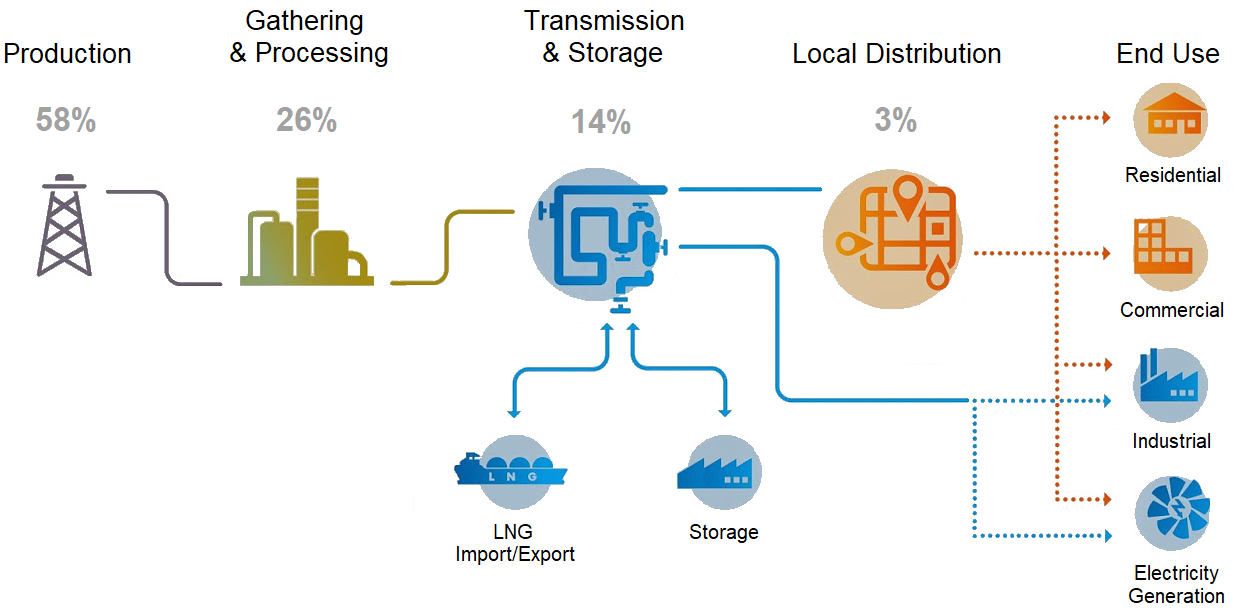 Production
Gathering
& Processing
Transmission
& Storage
Local Distribution
End Use
58%
26%
14%
3%
Residential
Commercial
Industrial
Electricity
Generation
LNG
LNG
Import/Export
Storage